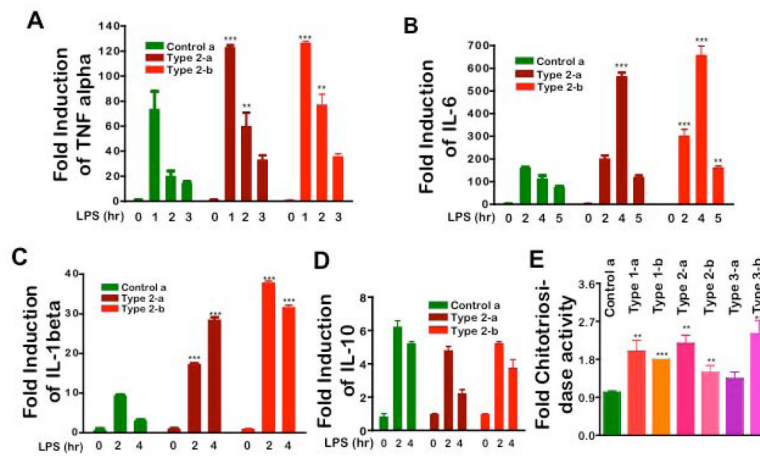 A
Fold Induction
of TNF alpha
140
120
100
80
60
40
20
0
Control a
Type 2-a
Type 2-b
***
**
***
**
LPS (hr) 0 1 2 3 0 1 2 3 0 1 2 3
B
Fold Induction
of IL-6
700
600
500
400
300
200
100
0
Control a
Type 2-a
Type 2-b
***
***
***
**
LPS (hr) 0 2 4 5 0 2 4 5 0 2 4 5
C
Fold Induction
of IL-1beta
40
30
20
10
0
Control a
Type 2-a
Type 2-b
***
***
***
***
LPS (hr) 0 2 4 0 2 4 0 2 4
D
Fold Induction
of IL-10
8
6
4
2
0
Control a
Type 2-a
Type 2-b
LPS (hr) 0 2 4 0 2 4 0 2 4
E
Fold Chitotriosi-
dase activity
3.6
2.7
1.8
0.9
0.0
Control a
Type 1-a
Type 1-b
Type 2-a
Type 2-b
Type 3-a
Type 3-b
**
***
**
**